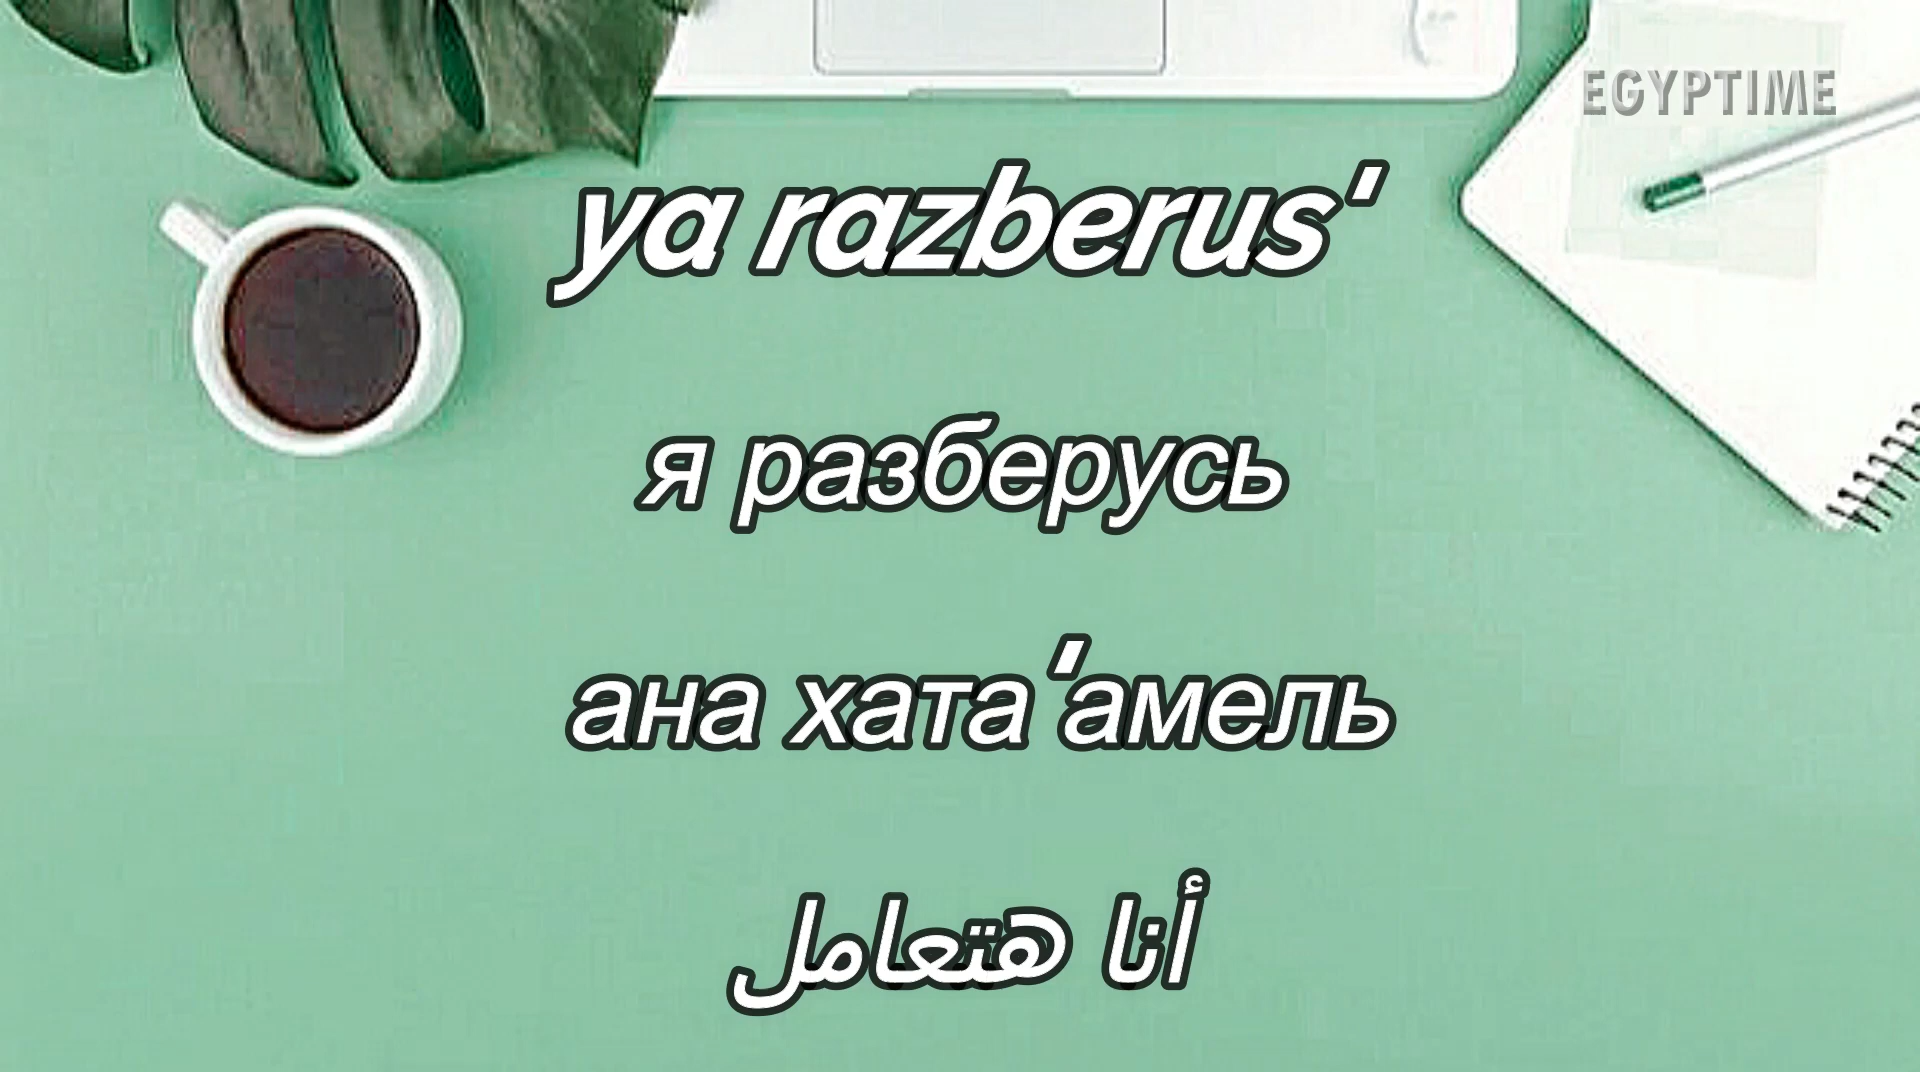 EGYPTIME
ya razberus'
я разберусь
ана хата'амель
أنا هتعامل